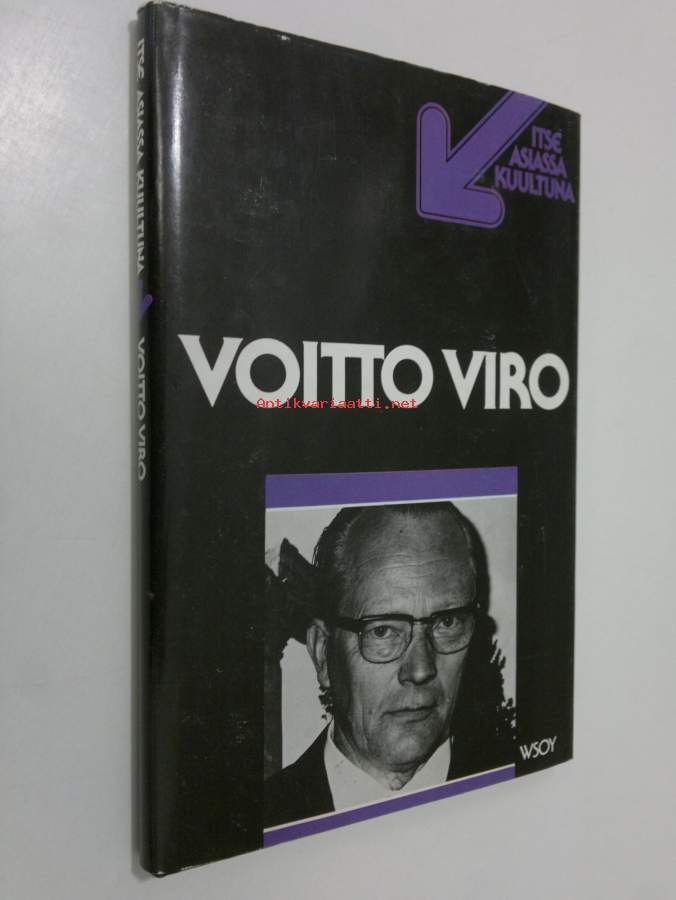 ITSE ASIASSA KUULTUNA VOITTO VIRO
ITSE
ASIASSA
KUULTUNA
VOITTO VIRO
Antikvariaatti.net
WSOY